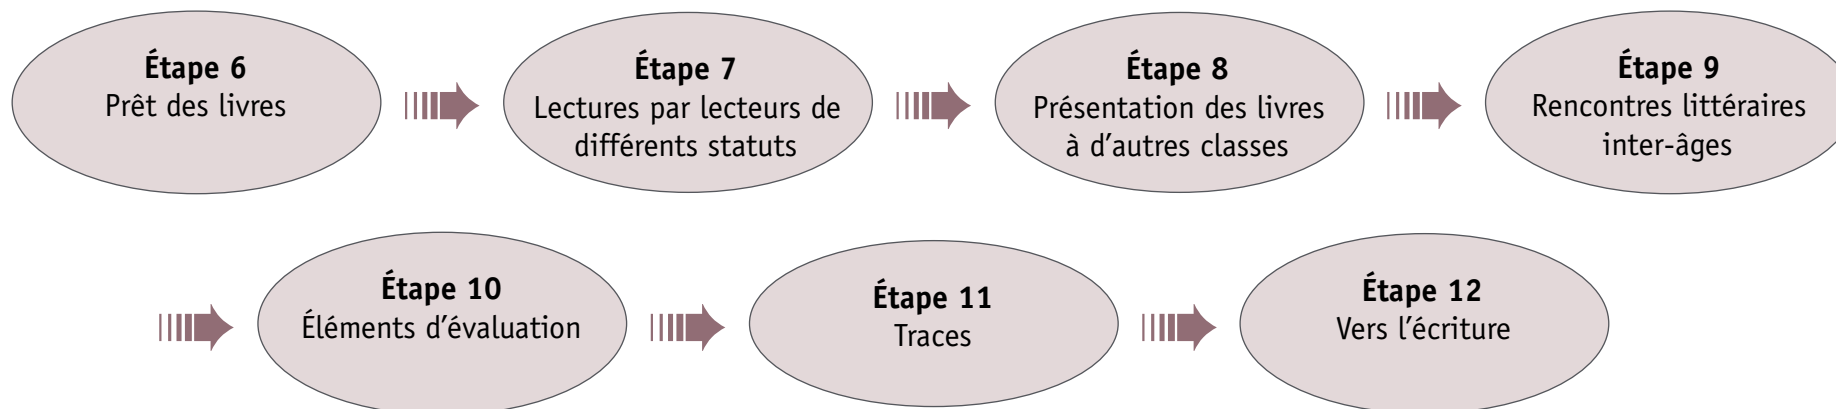 Étape 6
Prêt des livres
Étape 7
Lectures par lecteurs de
différents statuts
Étape 8
Présentation des livres
à d’autres classes
Étape 9
Rencontres littéraires
inter-âges
Étape 10
Éléments d’évaluation
Étape 11
Traces
Étape 12
Vers l’écriture